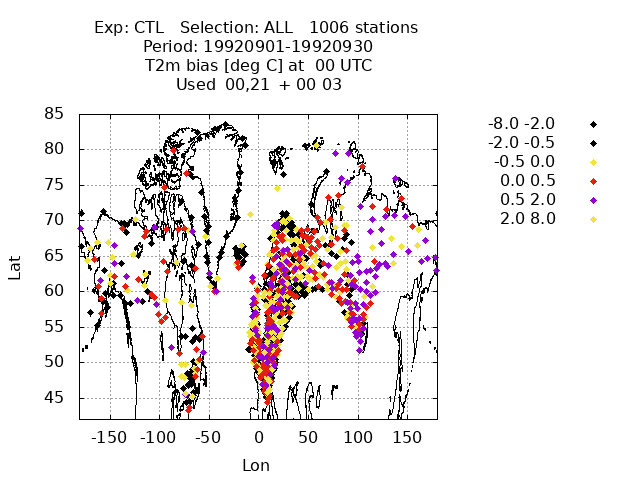 Exp: CTL   Selection: ALL   1006 stations
Period: 19920901-19920930
T2m bias [deg C] at  00 UTC
Used  00,21  + 00 03
85
80
75
70
65
60
55
50
45
Lat
-150 -100 -50 0 50 100 150
Lon
-8.0 -2.0
-2.0 -0.5
-0.5 0.0
0.0 0.5
0.5 2.0
2.0 8.0